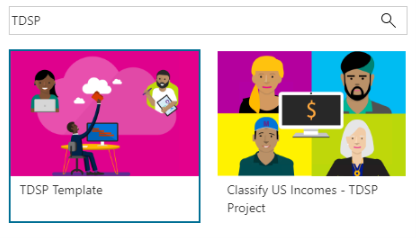 TDSP
$
TDSP Template
Classify US Incomes - TDSP
Project